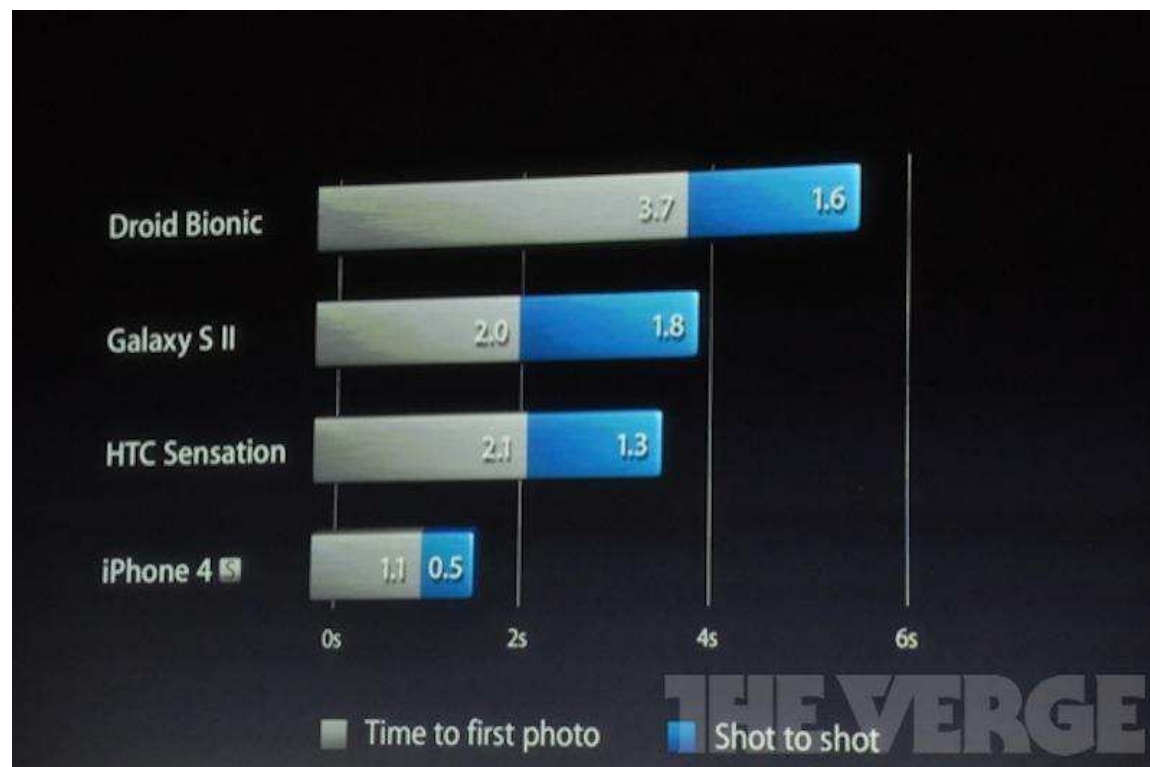 Droid Bionic 3.7 1.6
Galaxy S II 2.0 1.8
HTC Sensation 2.1 1.3
iPhone 4 S 1.1 0.5
0s 2s 4s 6s
Time to first photo Shot to shot
THE VERGE